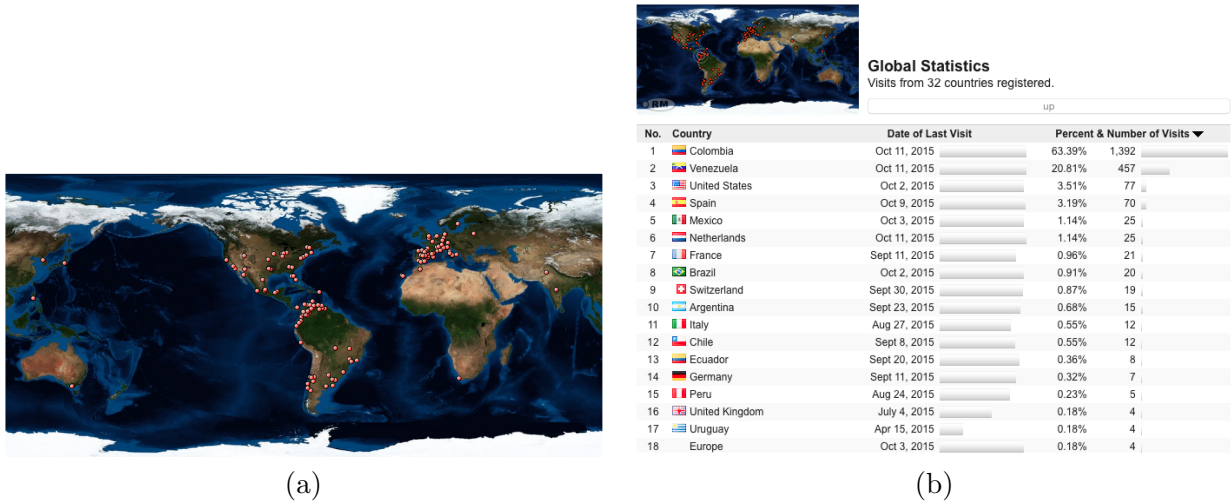 RM
Global Statistics
Visits from 32 countries registered.
up
No. Country Date of Last Visit Percent & Number of Visits
1 Colombia Oct 11, 2015 63.39% 1,392
2 Venezuela Oct 11, 2015 20.81% 457
3 United States Oct 2, 2015 3.51% 77
4 Spain Oct 9, 2015 3.19% 70
5 Mexico Oct 3, 2015 1.14% 25
6 Netherlands Oct 11, 2015 1.14% 25
7 France Sept 11, 2015 0.96% 21
8 Brazil Oct 2, 2015 0.91% 20
9 Switzerland Sept 30, 2015 0.87% 19
10 Argentina Sept 23, 2015 0.68% 15
11 Italy Aug 27, 2015 0.55% 12
12 Chile Sept 8, 2015 0.55% 12
13 Ecuador Sept 20, 2015 0.36% 8
14 Germany Sept 11, 2015 0.32% 7
15 Peru Aug 24, 2015 0.23% 5
16 United Kingdom July 4, 2015 0.18% 4
17 Uruguay Apr 15, 2015 0.18% 4
18 Europe Oct 3, 2015 0.18% 4
(a)
(b)